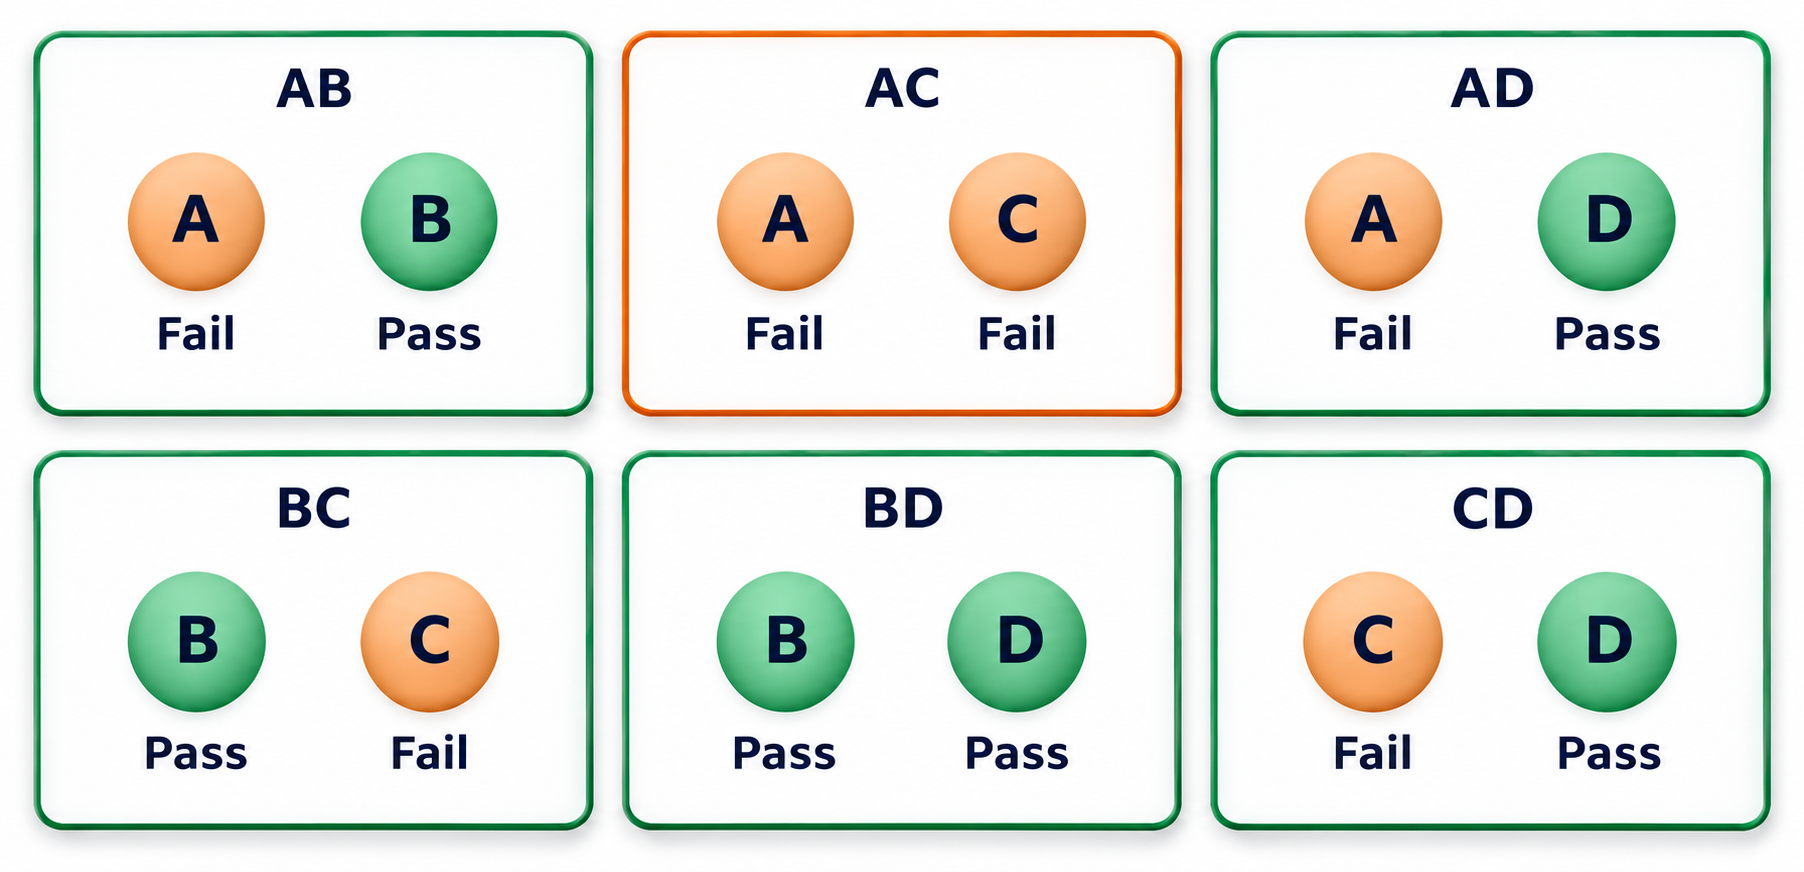 AB
A B
Fail Pass
AC
A C
Fail Fail
AD
A D
Fail Pass
BC
B C
Pass Fail
BD
B D
Pass Pass
CD
C D
Fail Pass